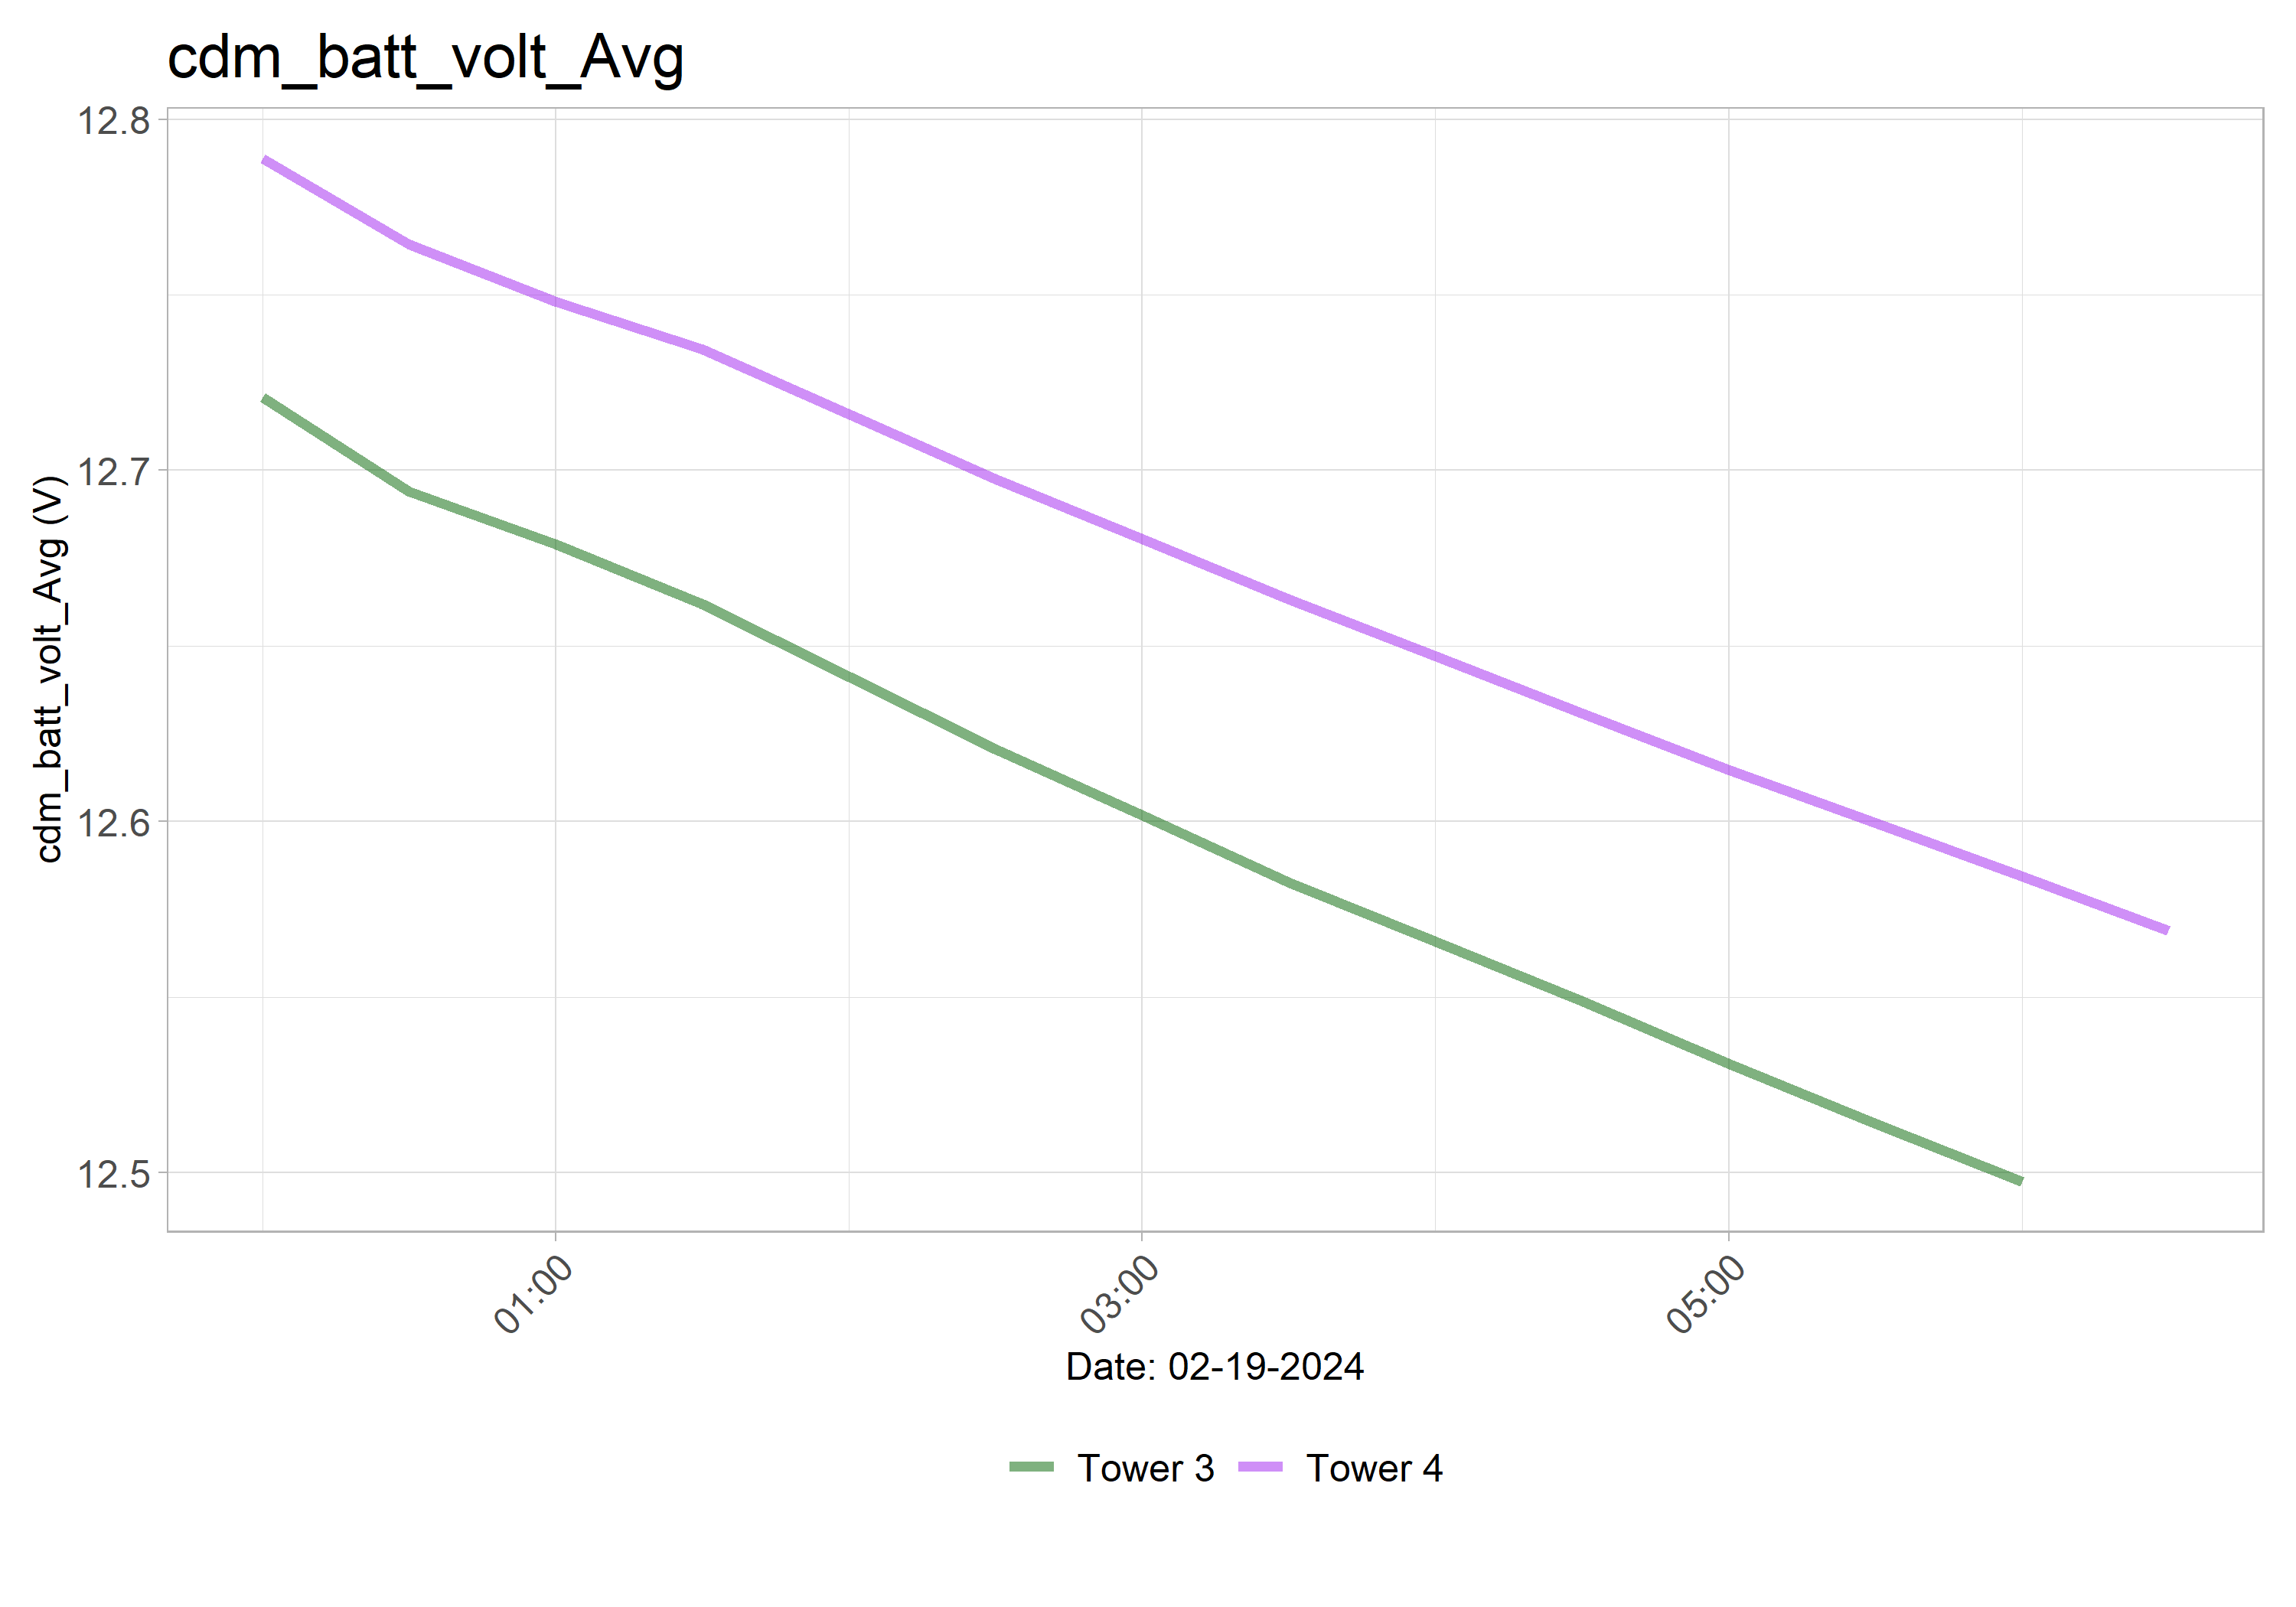 cdm_batt_volt_Avg
cdm_batt_volt_Avg (V)
12.8
12.7
12.6
12.5
01:00
03:00
05:00
Date: 02-19-2024
Tower 3
Tower 4